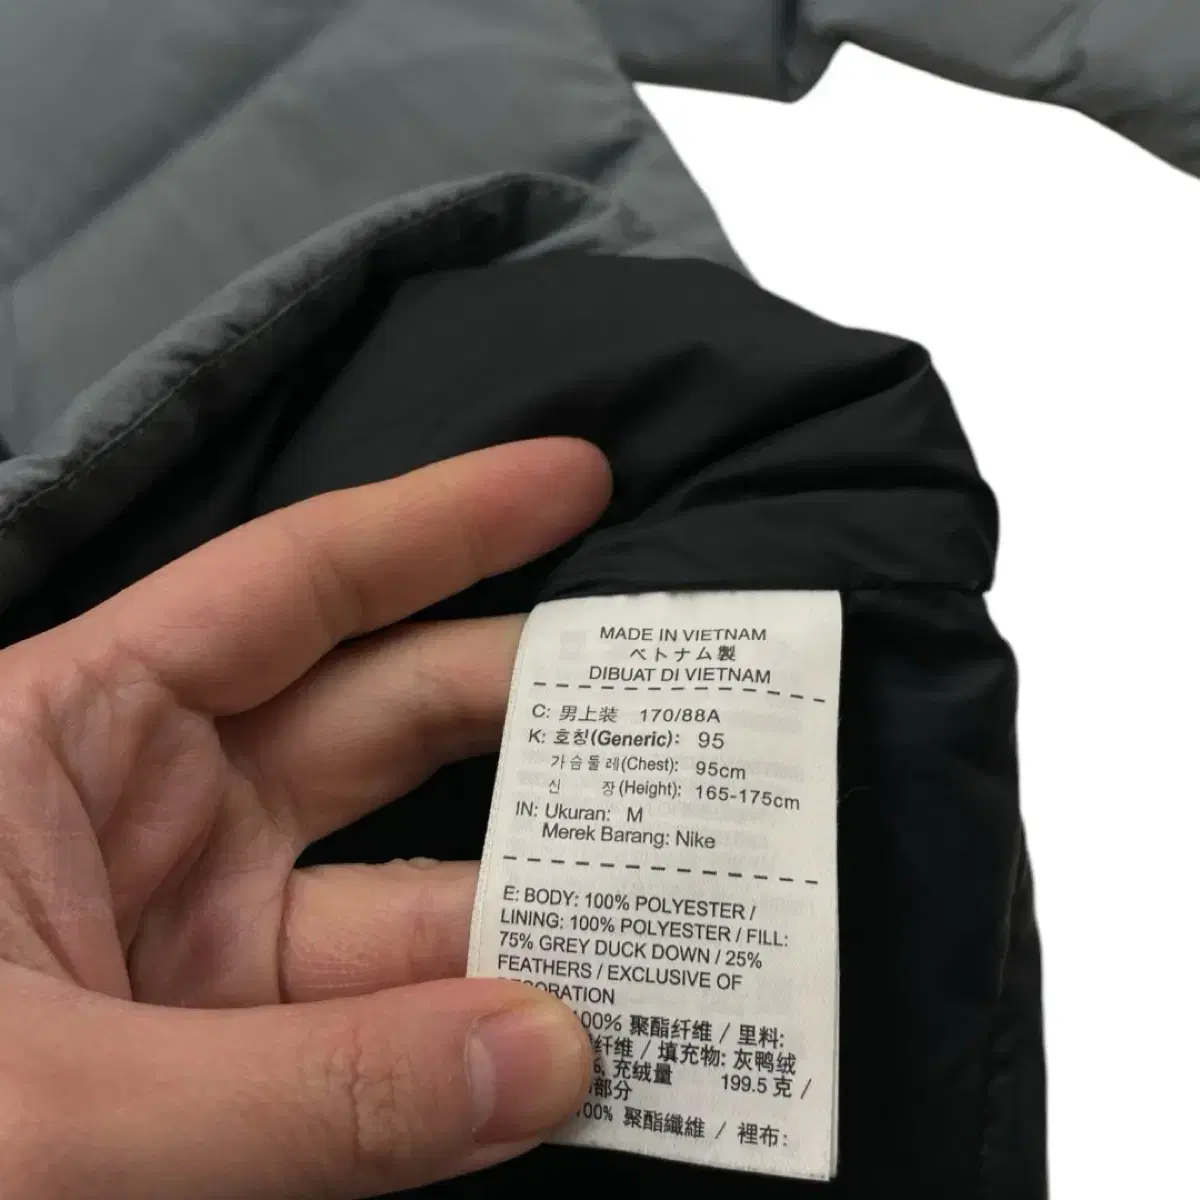 MADE IN VIETNAM
ベトナム製
DIBUAT DI VIETNAM
C: 男上装 170/88A
K: 호칭(Generic): 95
가슴둘레(Chest): 95cm
신 장(Height): 165-175cm
IN: Ukuran: M
Merek Barang: Nike
E: BODY: 100% POLYESTER /
LINING: 100% POLYESTER / FILL:
75% GREY DUCK DOWN / 25%
FEATHERS / EXCLUSIVE OF
RATION
100% 聚酯纤维 / 里料:
纤维 / 填充物: 灰鸭绒
%, 充绒量 199.5 克 /
部分
100% 聚酯纖維 / 裡布: